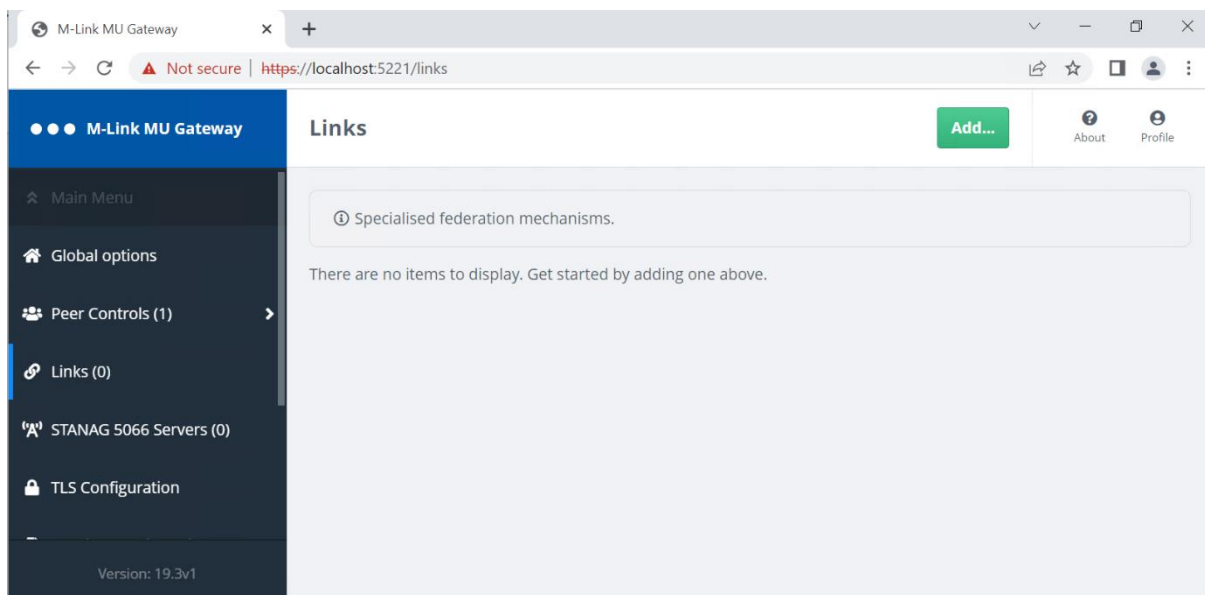 M-Link MU Gateway
Not secure | https://localhost:5221/links
M-Link MU Gateway
Links
Add...
About
Profile
Main Menu
Specialised federation mechanisms.
Global options
There are no items to display. Get started by adding one above.
Peer Controls (1)
Links (0)
STANAG 5066 Servers (0)
TLS Configuration
Version: 19.3v1